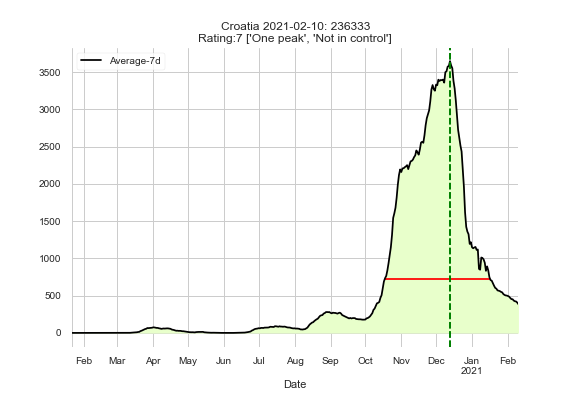 Croatia 2021-02-10: 236333
Rating:7 ['One peak', 'Not in control']
Average-7d
3500
3000
2500
2000
1500
1000
500
0
Feb Mar Apr May Jun Jul Aug Sep Oct Nov Dec Jan Feb
2021
Date